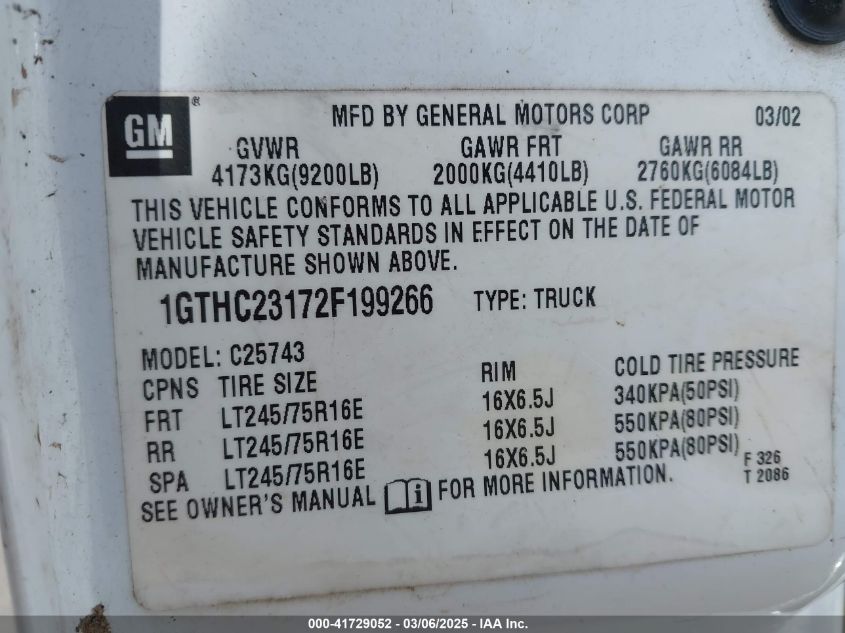 GM ®
MFD BY GENERAL MOTORS CORP 03/02
GVWR GAWR FRT GAWR RR
4173KG(9200LB) 2000KG(4410LB) 2760KG(6084LB)
THIS VEHICLE CONFORMS TO ALL APPLICABLE U.S. FEDERAL MOTOR
VEHICLE SAFETY STANDARDS IN EFFECT ON THE DATE OF
MANUFACTURE SHOWN ABOVE.
1GTHC23172F199266 TYPE: TRUCK
MODEL: C25743
CPNS TIRE SIZE RIM COLD TIRE PRESSURE
FRT LT245/75R16E 16X6.5J 340KPA(50PSI)
RR LT245/75R16E 16X6.5J 550KPA(80PSI)
SPA LT245/75R16E 16X6.5J 550KPA(80PSI)
F 326
SEE OWNER'S MANUAL i FOR MORE INFORMATION. T 2086
000-41729052 - 03/06/2025 - IAA Inc.